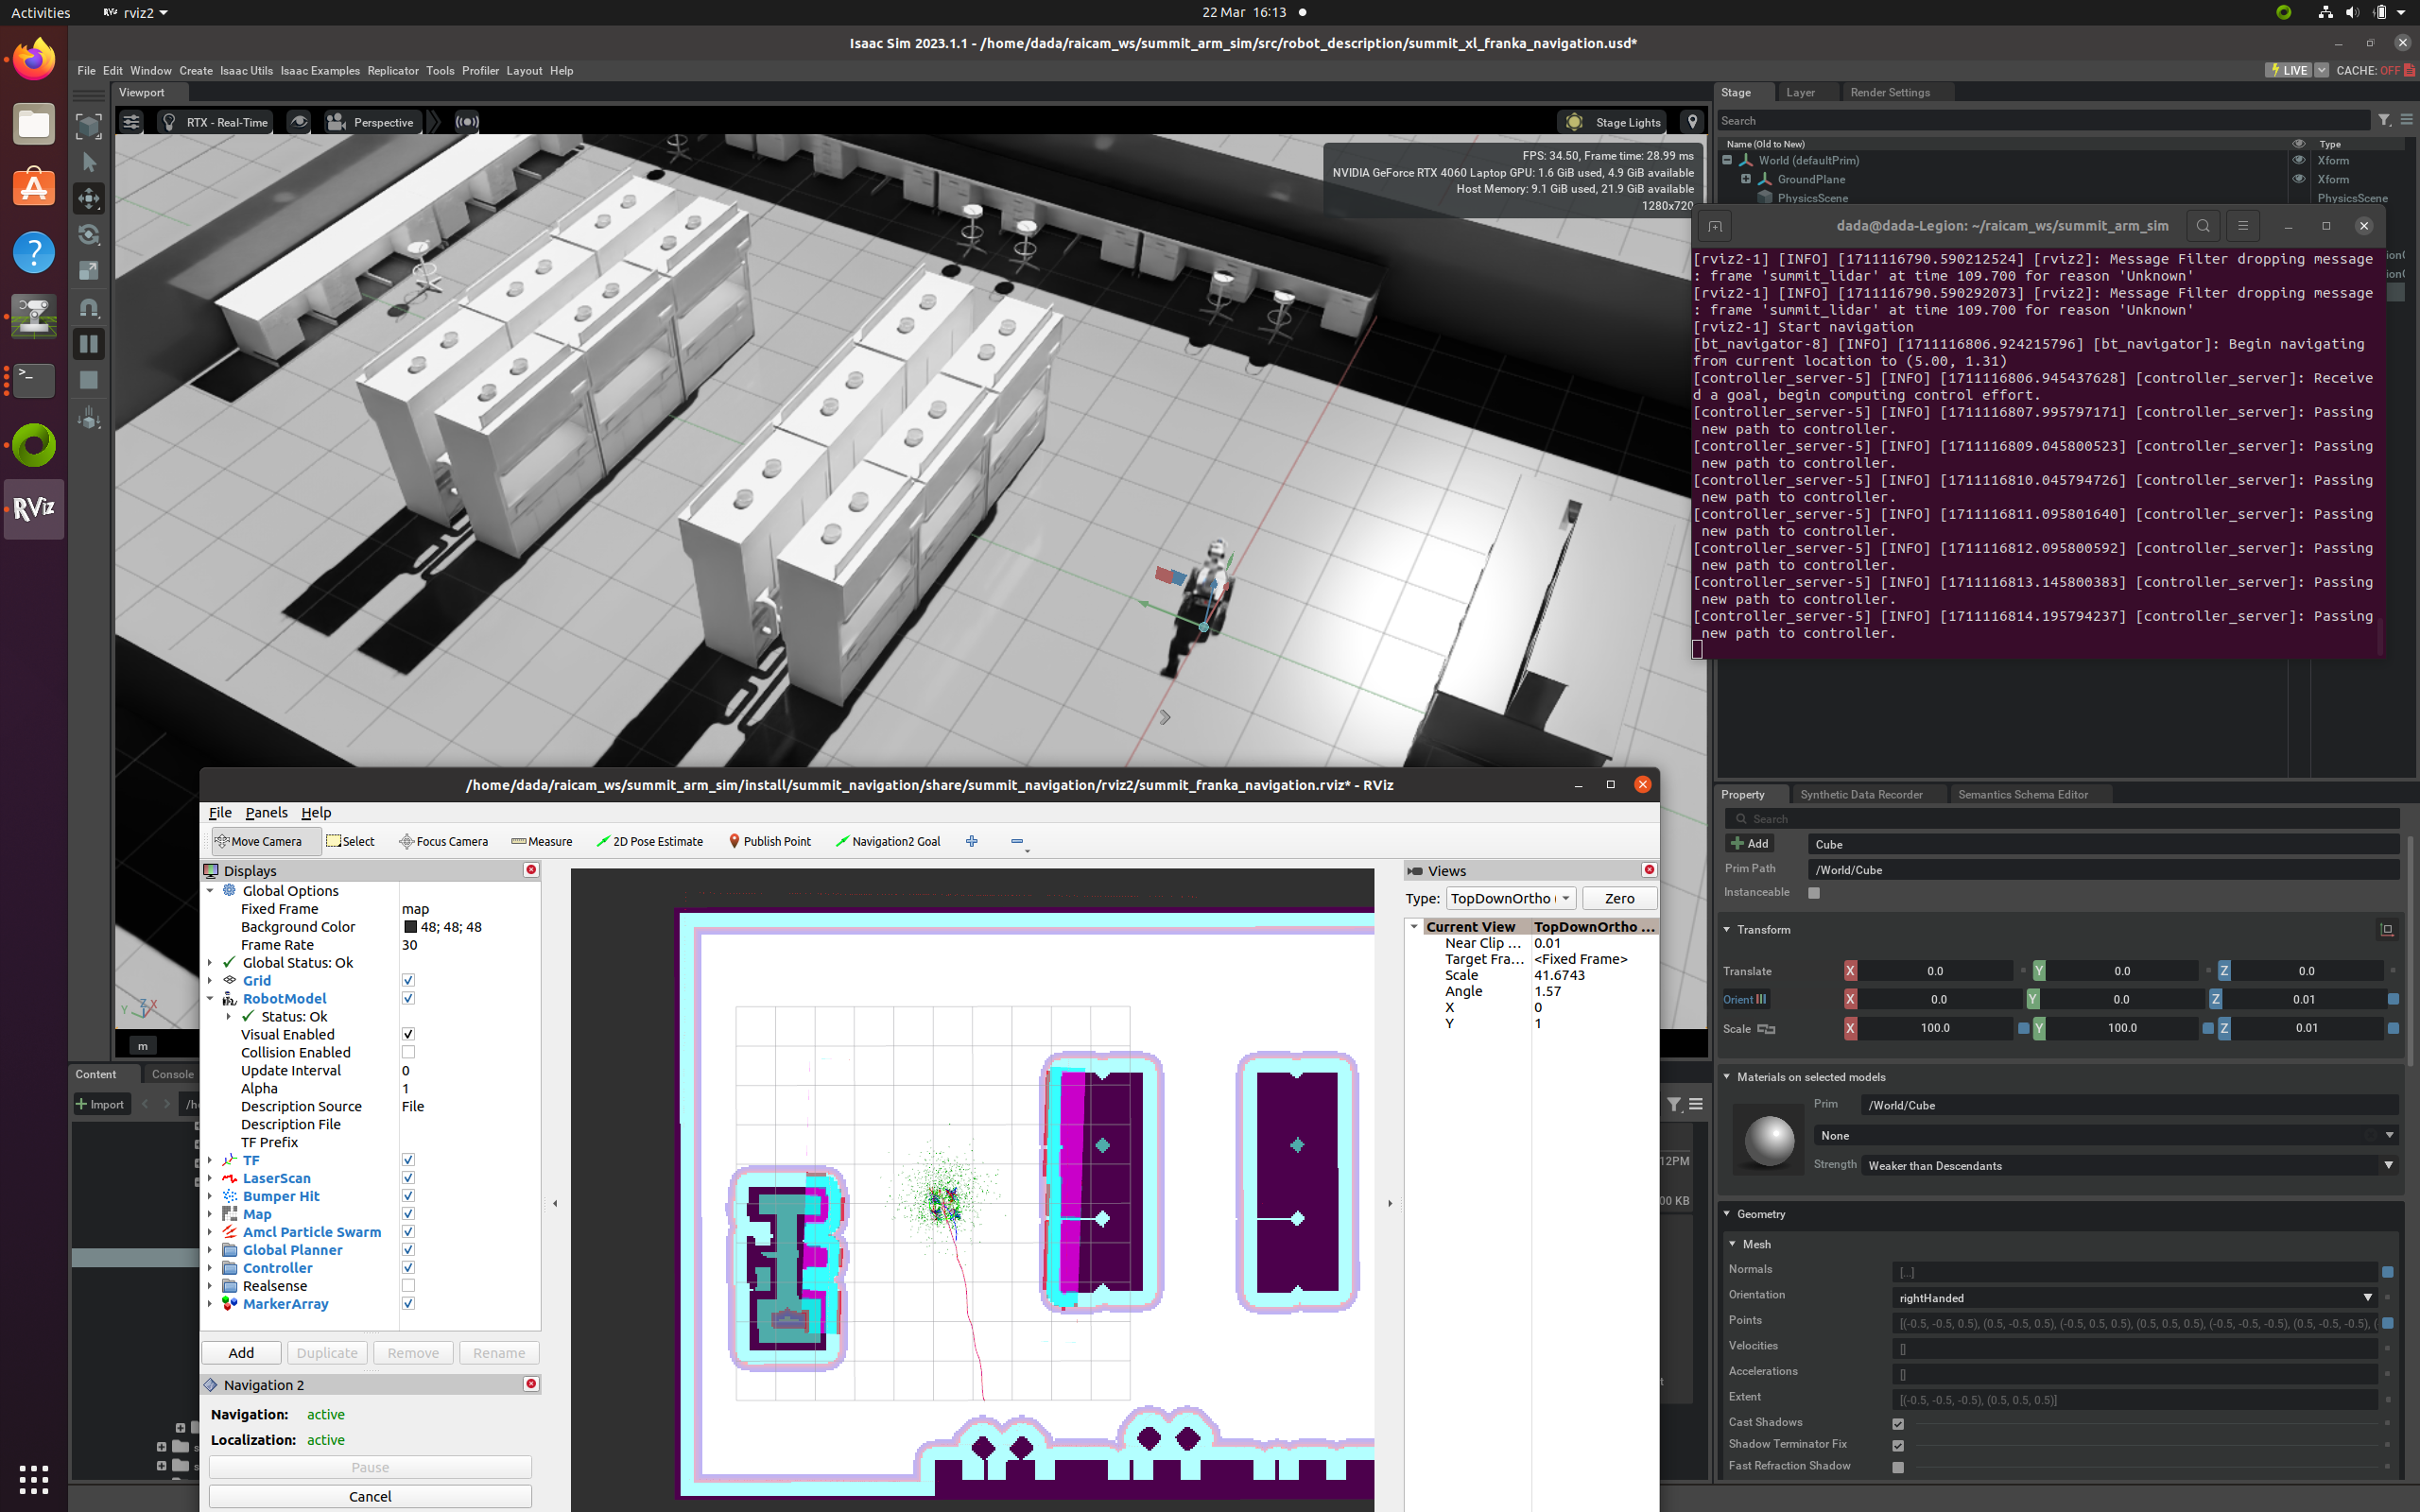 Activities
rviz2
22 Mar 16:13
Isaac Sim 2023.1.1 - /home/dada/raicam_ws/summit_arm_sim/src/robot_description/summit_xl_franka_navigation.usd*
File Edit Window Create Isaac Utils Isaac Examples Replicator Tools Profiler Layout Help
LIVE
CACHE: OFF
Viewport
RTX - Real-Time
Perspective
Stage Lights
FPS: 34.50, Frame time: 28.99 ms
NVIDIA GeForce RTX 4060 Laptop GPU: 1.6 GiB used, 4.9 GiB available
Host Memory: 9.1 GiB used, 21.9 GiB available
1280x720
Stage Layer Render Settings
Search
Name (Old to New) Type
World (defaultPrim) Xform
GroundPlane Xform
PhysicsScene PhysicsScene
dada@dada-Legion: ~/raicam_ws/summit_arm_sim
[rviz2-1] [INFO] [1711116790.590212524] [rviz2]: Message Filter dropping message
: frame 'summit_lidar' at time 109.700 for reason 'Unknown'
[rviz2-1] [INFO] [1711116790.590292073] [rviz2]: Message Filter dropping message
: frame 'summit_lidar' at time 109.700 for reason 'Unknown'
[rviz2-1] Start navigation
[bt_navigator-8] [INFO] [1711116806.924215796] [bt_navigator]: Begin navigating
from current location to (5.00, 1.31)
[controller_server-5] [INFO] [1711116806.945437628] [controller_server]: Receive
d a goal, begin computing control effort.
[controller_server-5] [INFO] [1711116807.995797171] [controller_server]: Passing
new path to controller.
[controller_server-5] [INFO] [1711116809.045800523] [controller_server]: Passing
new path to controller.
[controller_server-5] [INFO] [1711116810.045794726] [controller_server]: Passing
new path to controller.
[controller_server-5] [INFO] [1711116811.095801640] [controller_server]: Passing
new path to controller.
[controller_server-5] [INFO] [1711116812.095800592] [controller_server]: Passing
new path to controller.
[controller_server-5] [INFO] [1711116813.145800383] [controller_server]: Passing
new path to controller.
[controller_server-5] [INFO] [1711116814.195794237] [controller_server]: Passing
new path to controller.
RViz
m
Content Console
Import
/home/dada/raicam_ws/summit_arm_sim/install/summit_navigation/share/summit_navigation/rviz2/summit_franka_navigation.rviz* - RViz
File Panels Help
Move Camera Select Focus Camera Measure 2D Pose Estimate Publish Point Navigation2 Goal
Displays
Global Options
Fixed Frame map
Background Color 48; 48; 48
Frame Rate 30
Global Status: Ok
Grid
RobotModel
Status: Ok
Visual Enabled
Collision Enabled
Update Interval 0
Alpha 1
Description Source File
Description File
TF Prefix
TF
LaserScan
Bumper Hit
Map
Amcl Particle Swarm
Global Planner
Controller
Realsense
MarkerArray
Add Duplicate Remove Rename
Navigation 2
Navigation: active
Localization: active
Pause
Cancel
Views
Type: TopDownOrtho Zero
Current View TopDownOrtho ...
Near Clip ... 0.01
Target Fra... <Fixed Frame>
Scale 41.6743
Angle 1.57
X 0
Y 1
12PM
00 KB
Property Synthetic Data Recorder Semantics Schema Editor
Search
Add Cube
Prim Path /World/Cube
Instanceable
Transform
Translate X 0.0 Y 0.0 Z 0.0
Orient X 0.0 Y 0.0 Z 0.01
Scale X 100.0 Y 100.0 Z 0.01
Materials on selected models
Prim /World/Cube
None
Strength Weaker than Descendants
Geometry
Mesh
Normals [...]
Orientation rightHanded
Points [(-0.5, -0.5, 0.5), (0.5, -0.5, 0.5), (-0.5, 0.5, 0.5), (0.5, 0.5, 0.5), (-0.5, -0.5, -0.5), (0.5, -0.5, -0.5), (
Velocities []
Accelerations []
Extent [(-0.5, -0.5, -0.5), (0.5, 0.5, 0.5)]
Cast Shadows
Shadow Terminator Fix
Fast Refraction Shadow